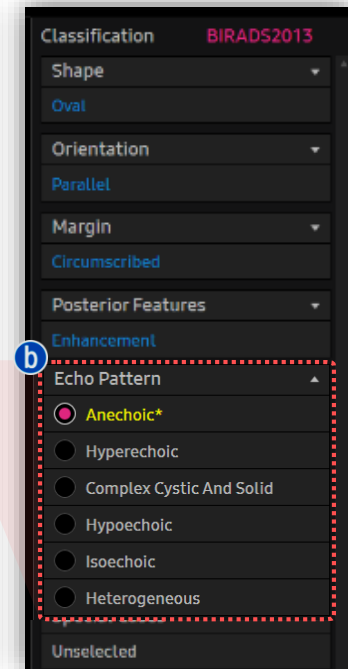 Classification BIRADS2013
Shape
Oval
Orientation
Parallel
Margin
Circumscribed
Posterior Features
Enhancement
b
Echo Pattern
Anechoic*
Hyperechoic
Complex Cystic And Solid
Hypoechoic
Isoechoic
Heterogeneous
Unselected